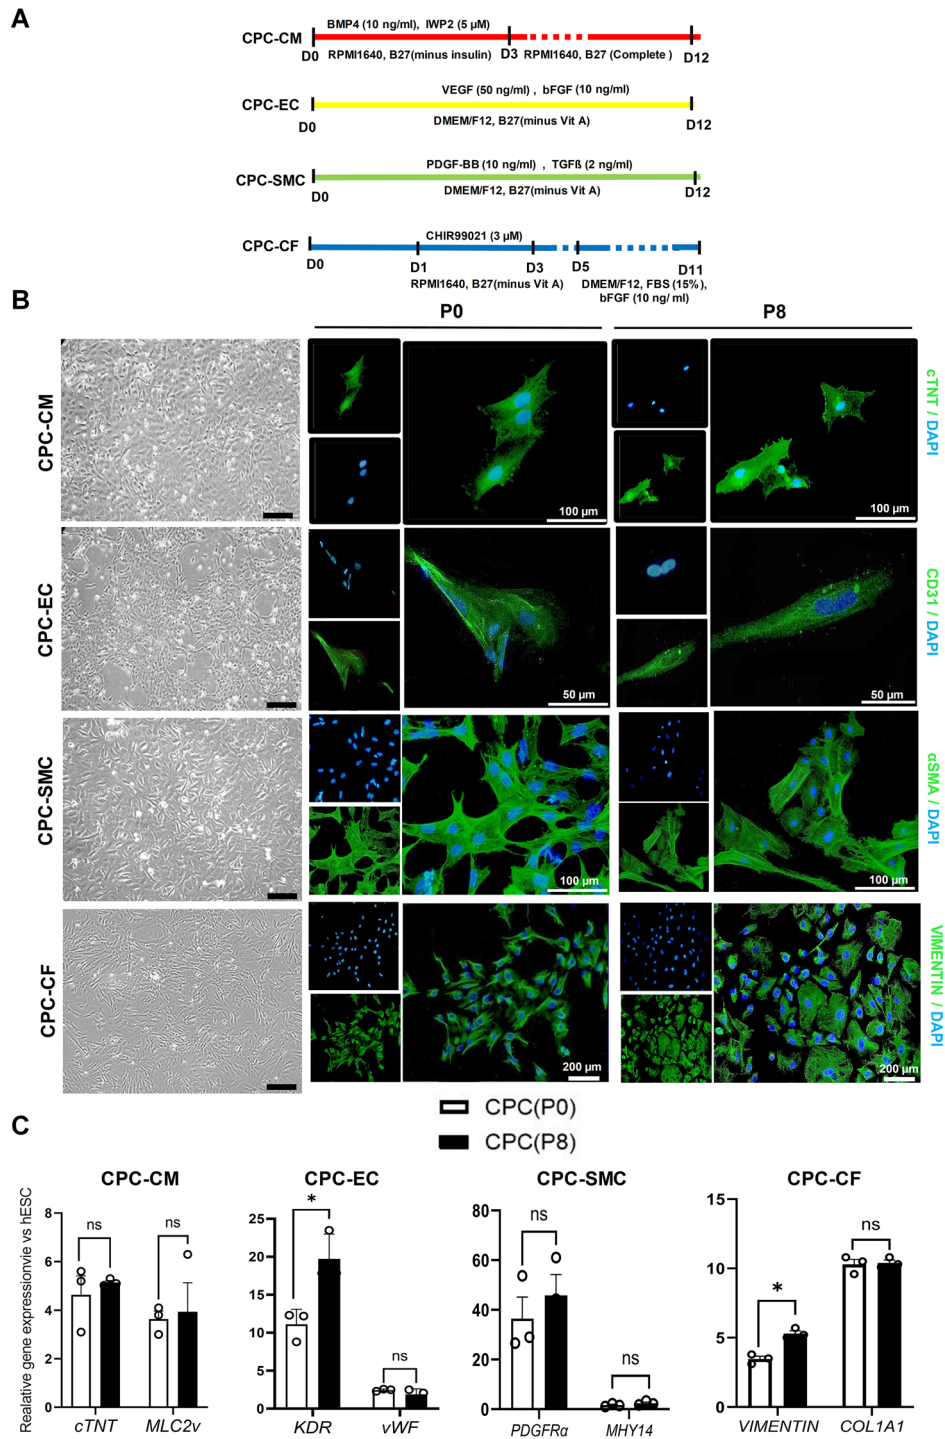 A
BMP4 (10 ng/ml), IWP2 (5 µM)
CPC-CM
D0
RPMI1640, B27(minus insulin)
D3
RPMI1640, B27 (Complete )
D12
VEGF (50 ng/ml) , bFGF (10 ng/ml)
CPC-EC
D0
DMEM/F12, B27(minus Vit A)
D12
PDGF-BB (10 ng/ml) , TGFß (2 ng/ml)
CPC-SMC
D0
DMEM/F12, B27(minus Vit A)
D12
CHIR99021 (3 µM)
CPC-CF
D0
D1
D3
D5
D11
RPMI1640, B27(minus Vit A)
DMEM/F12, FBS (15%),
bFGF (10 ng/ ml)
B
P0
P8
CPC-CM
100 µm
100 µm
cTNT / DAPI
CPC-EC
50 µm
50 µm
CD31 / DAPI
CPC-SMC
100 µm
100 µm
αSMA / DAPI
CPC-CF
200 µm
200 µm
VIMENTIN / DAPI
C
CPC(P0)
CPC(P8)
Realative gene expressionvie vs hESC
CPC-CM
8
6
4
2
0
ns
ns
cTNT
MLC2v
CPC-EC
25
20
15
10
5
0
*
ns
KDR
vWF
CPC-SMC
80
60
40
20
0
ns
ns
PDGFRα
MHY14
CPC-CF
15
10
5
0
*
ns
VIMENTIN
COL1A1